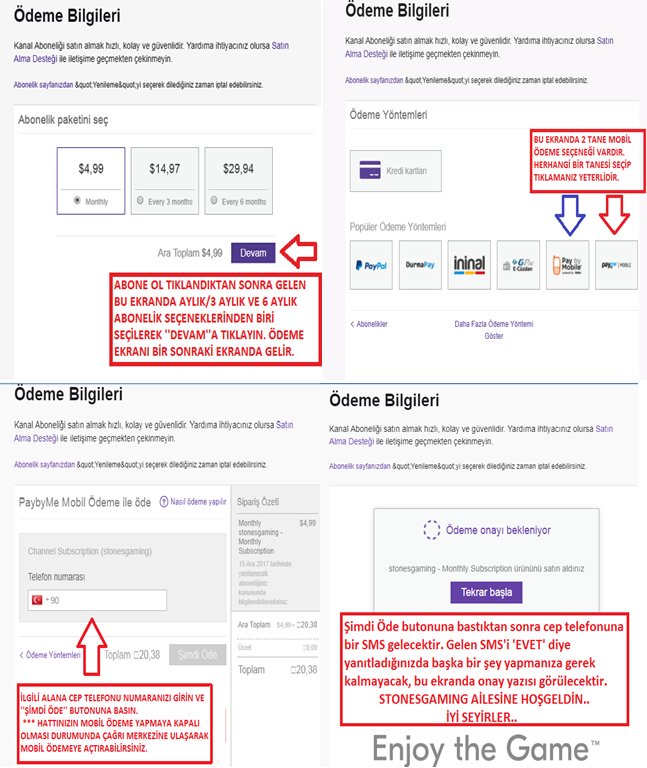 Ödeme Bilgileri
Kanal Aboneliği satın almak hızlı, kolay ve güvenlidir. Yardıma ihtiyacınız olursa Satın
Alma Desteği ile iletişime geçmekten çekinmeyin.
Abonelik sayfanızdan &quot;Yenileme&quot;yi seçerek dilediğiniz zaman iptal edebilirsiniz.
Abonelik paketini seç
$4,99
$14,97
$29,94
Monthly
Every 3 months
Every 6 months
Ara Toplam $4,99
Devam
ABONE OL TIKLANDIKTAN SONRA GELEN
BU EKRANDA AYLIK/3 AYLIK VE 6 AYLIK
ABONELİK SEÇENEKLERİNDEN BİRİ
SEÇİLEREK "DEVAM"A TIKLAYIN. ÖDEME
EKRANI BİR SONRAKİ EKRANDA GELİR.
Ödeme Bilgileri
Kanal Aboneliği satın almak hızlı, kolay ve güvenlidir. Yardıma ihtiyacınız olursa Satın
Alma Desteği ile iletişime geçmekten çekinmeyin.
Abonelik sayfanızdan &quot;Yenileme&quot;yi seçerek dilediğiniz zaman iptal edebilirsiniz.
Ödeme Yöntemleri
BU EKRANDA 2 TANE MOBİL
ÖDEME SEÇENEĞİ VARDIR.
HERHANGİ BİR TANESİ SEÇİP
TIKLAMANIZ YETERLİDİR.
Kredi kartları
Popüler Ödeme Yöntemleri
PayPal
DurmaPay
ininal
GPay
E-Cüzdan
Pay by
Mobile
MOBILE
< Abonelikler
Daha Fazla Ödeme Yöntemi
Göster
Ödeme Bilgileri
Kanal Aboneliği satın almak hızlı, kolay ve güvenlidir. Yardıma ihtiyacınız olursa Satın
Alma Desteği ile iletişime geçmekten çekinmeyin.
Abonelik sayfanızdan &quot;Yenileme&quot;yi seçerek dilediğiniz zaman iptal edebilirsiniz.
PaybyMe Mobil Ödeme ile öde
? Nasıl ödeme yapılır
Channel Subscription (stonesgaming)
Telefon numarası
+ 90
< Ödeme Yöntemleri
Toplam □20,38
Şimdi Öde
Sipariş Özeti
Monthly $4,99
stonesgaming -
Monthly
Subscription
15 Ara 2017 tarihinde
yenilenecek
aboneliğiniz
konusunda
bilgilendirileceksiniz.
Ara Toplam $4,99 = □20,38
Ücret □0,00
Toplam □20,38
İLGİLİ ALANA CEP TELEFONU NUMARANIZI GİRİN VE
"ŞİMDİ ÖDE" BUTONUNA BASIN.
*** HATTINIZIN MOBİL ÖDEME YAPMAYA KAPALI
OLMASI DURUMUNDA ÇAĞRI MERKEZİNE ULAŞARAK
MOBİL ÖDEMEYE AÇTIRABİLİRSİNİZ.
Ödeme Bilgileri
Kanal Aboneliği satın almak hızlı, kolay ve güvenlidir. Yardıma ihtiyacınız olursa Satın
Alma Desteği ile iletişime geçmekten çekinmeyin.
Abonelik sayfanızdan &quot;Yenileme&quot;yi seçerek dilediğiniz zaman iptal edebilirsiniz.
Ödeme onayı bekleniyor
stonesgaming - Monthly Subscription ürününü satın aldınız
Tekrar başla
Şimdi Öde butonuna bastıktan sonra cep telefonuna
bir SMS gelecektir. Gelen SMS'i 'EVET' diye
yanıtladığınızda başka bir şey yapmanıza gerek
kalmayacak, bu ekranda onay yazısı görülecektir.
STONESGAMING AİLESİNE HOŞGELDİN..
İYİ SEYİRLER..
Enjoy the Game™